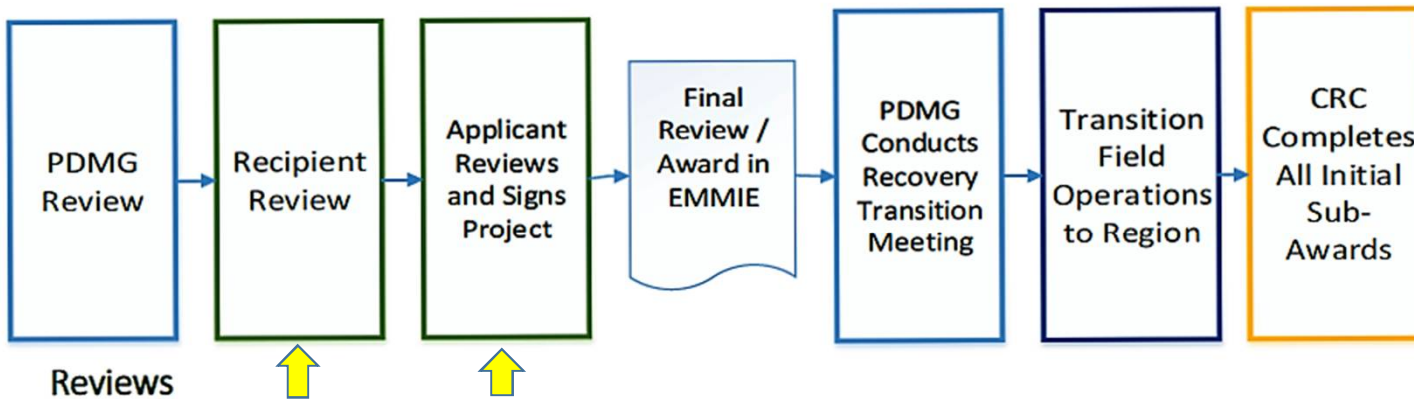 PDMG
Review
Recipient
Review
Applicant
Reviews
and Signs
Project
Final
Review /
Award in
EMMIE
PDMG
Conducts
Recovery
Transition
Meeting
Transition
Field
Operations
to Region
CRC
Completes
All Initial
Sub-
Awards
Reviews